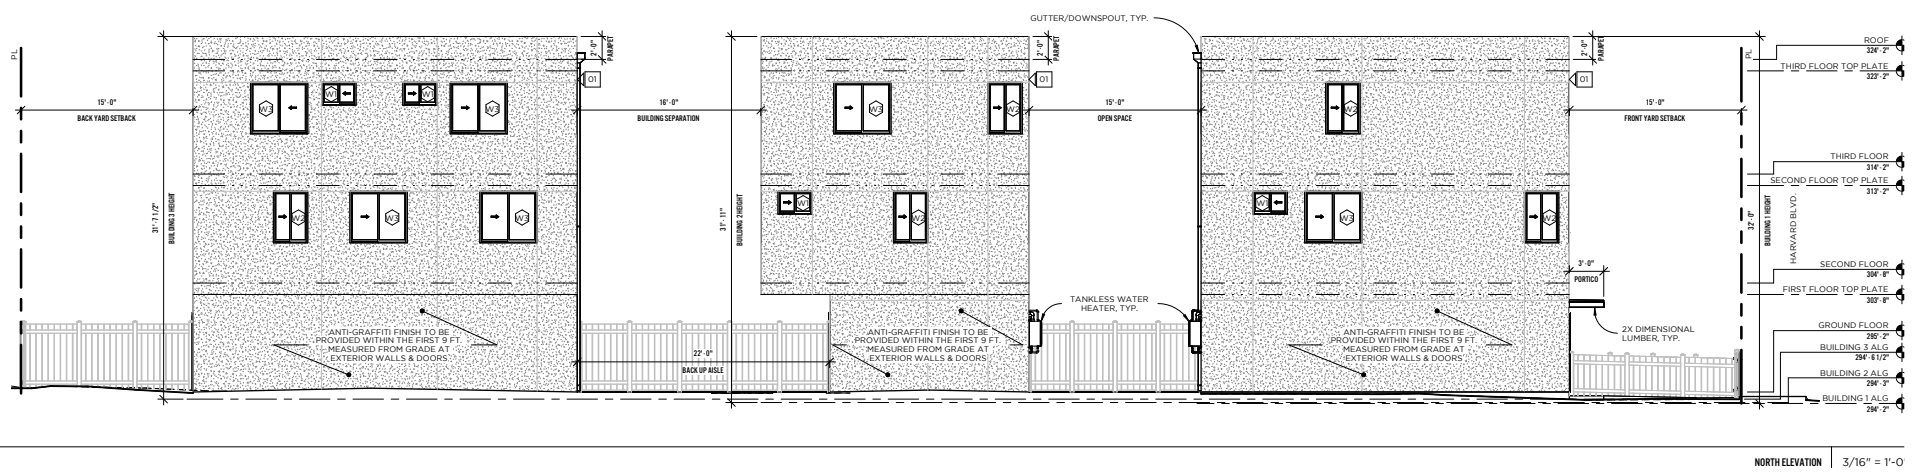 GUTTER/DOWNSPOUT, TYP.
P.L.
2'-0"
PARAPET
2'-0"
PARAPET
2'-0"
PARAPET
P.L.
ROOF
324'-2"
THIRD FLOOR TOP PLATE
323'-2"
01
01
01
W3
W1
W1
W3
W3
W2
W2
15'-0"
BACK YARD SETBACK
16'-0"
BUILDING SEPARATION
15'-0"
OPEN SPACE
15'-0"
FRONT YARD SETBACK
THIRD FLOOR
314'-2"
SECOND FLOOR TOP PLATE
313'-2"
31'-7 1/2"
BUILDING 3 HEIGHT
W2
W3
W3
31'-11"
BUILDING 2 HEIGHT
W1
W2
W1
W3
W2
32'-0"
BUILDING 1 HEIGHT
HARVARD BLVD.
3'-0"
PORTICO
SECOND FLOOR
304'-8"
FIRST FLOOR TOP PLATE
303'-8"
TANKLESS WATER
HEATER, TYP.
ANTI-GRAFFITI FINISH TO BE
PROVIDED WITHIN THE FIRST 9 FT.
MEASURED FROM GRADE AT
EXTERIOR WALLS & DOORS
ANTI-GRAFFITI FINISH TO BE
PROVIDED WITHIN THE FIRST 9 FT.
MEASURED FROM GRADE AT
EXTERIOR WALLS & DOORS
ANTI-GRAFFITI FINISH TO BE
PROVIDED WITHIN THE FIRST 9 FT.
MEASURED FROM GRADE AT
EXTERIOR WALLS & DOORS
22'-0"
BACK UP AISLE
2X DIMENSIONAL
LUMBER, TYP.
GROUND FLOOR
295'-2"
BUILDING 3 ALG
294'-6 1/2"
BUILDING 2 ALG
294'-3"
BUILDING 1 ALG
294'-2"
NORTH ELEVATION
3/16" = 1'-0